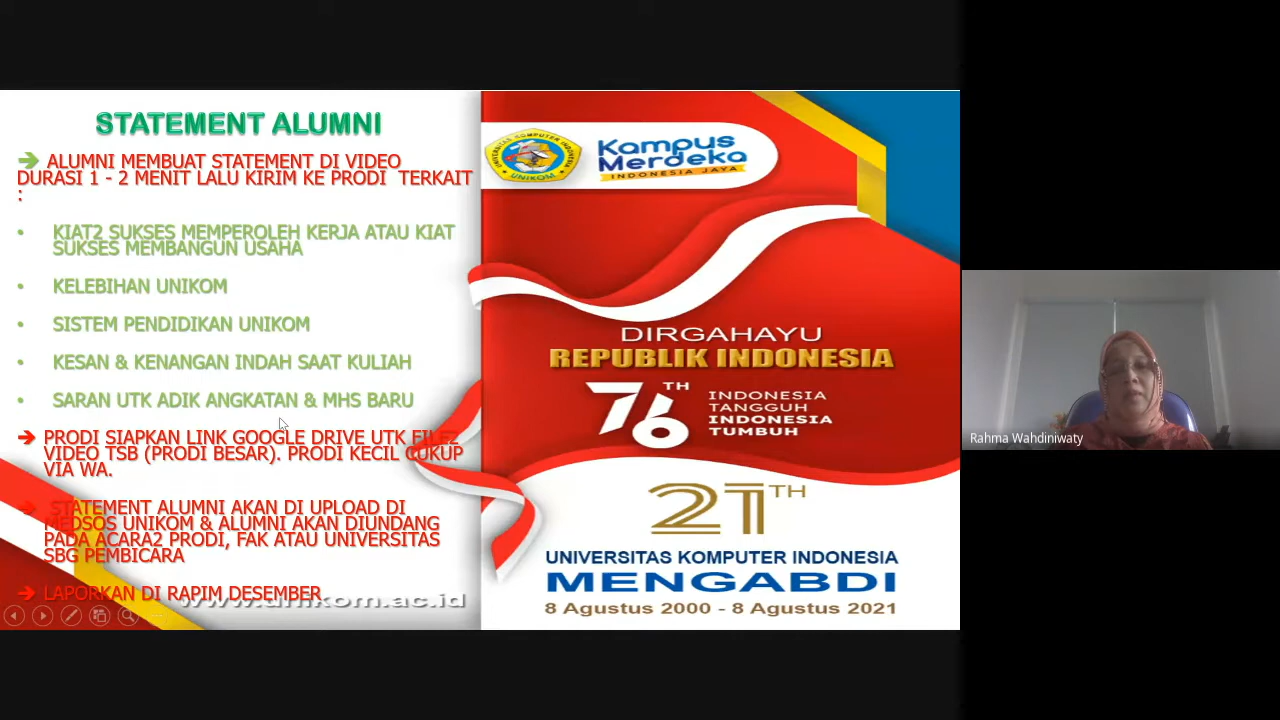 STATEMENT ALUMNI
➔ ALUMNI MEMBUAT STATEMENT DI VIDEO
DURASI 1 - 2 MENIT LALU KIRIM KE PRODI TERKAIT
:
• KIAT2 SUKSES MEMPEROLEH KERJA ATAU KIAT
SUKSES MEMBANGUN USAHA
• KELEBIHAN UNIKOM
• SISTEM PENDIDIKAN UNIKOM
• KESAN & KENANGAN INDAH SAAT KULIAH
• SARAN UTK ADIK ANGKATAN & MHS BARU
➔ PRODI SIAPKAN LINK GOOGLE DRIVE UTK FILE2
VIDEO TSB (PRODI BESAR). PRODI KECIL CUKUP
VIA WA.
➔ STATEMENT ALUMNI AKAN DI UPLOAD DI
MEDSOS UNIKOM & ALUMNI AKAN DIUNDANG
PADA ACARA2 PRODI, FAK ATAU UNIVERSITAS
SBG PEMBICARA
➔ LAPORKAN DI RAPIM DESEMBER
www.unikom.ac.id
UNIVERSITAS KOMPUTER INDONESIA
UNIKOM
Kampus
Merdeka
INDONESIA JAYA
DIRGAHAYU
REPUBLIK INDONESIA
76TH
INDONESIA
TANGGUH
INDONESIA
TUMBUH
21TH
UNIVERSITAS KOMPUTER INDONESIA
MENGABDI
8 Agustus 2000 - 8 Agustus 2021
Rahma Wahdiniwaty